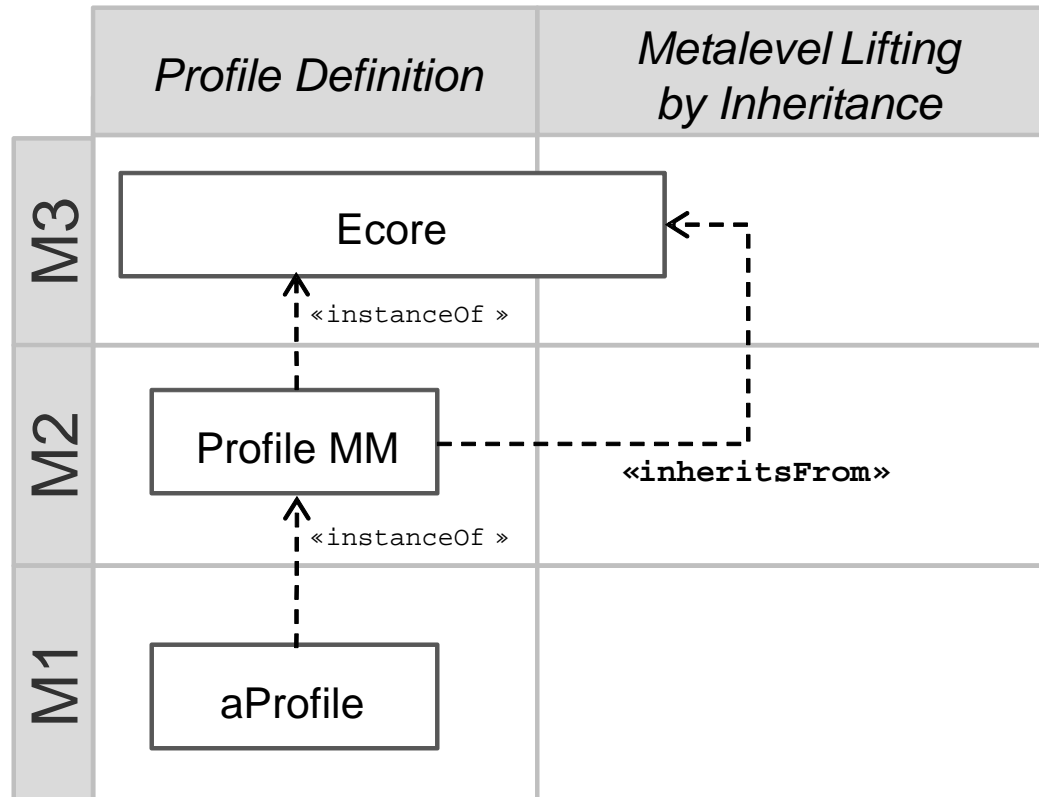 Profile Definition
Metalevel Lifting
by Inheritance
M3
Ecore
«instanceOf »
M2
Profile MM
«inheritsFrom»
«instanceOf »
M1
aProfile